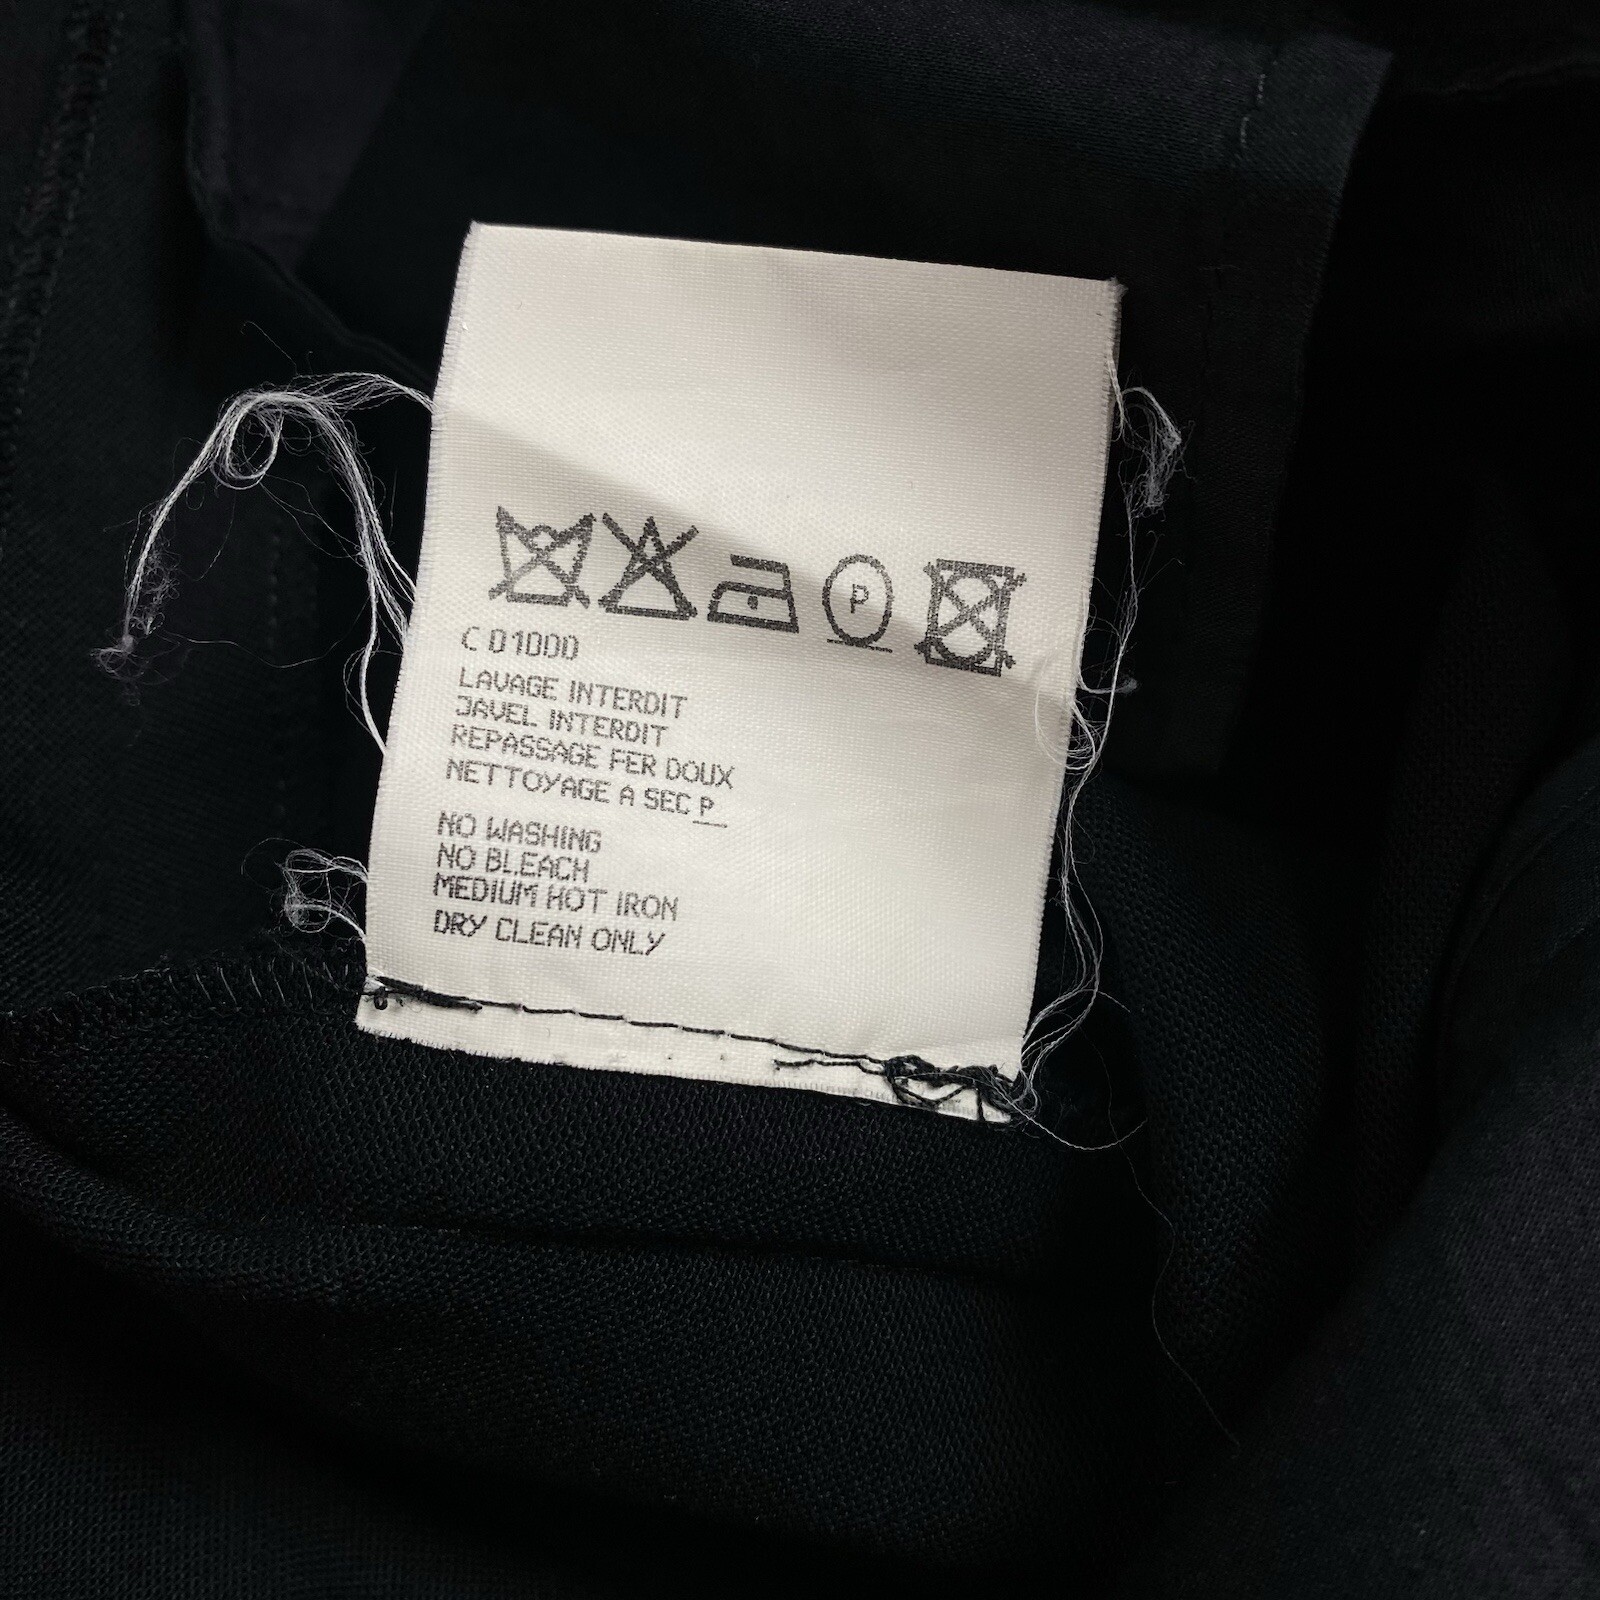 P
C 01000
LAVAGE INTERDIT
JAVEL INTERDIT
REPASSAGE FER DOUX
NETTOYAGE A SEC P
NO WASHING
NO BLEACH
MEDIUM HOT IRON
DRY CLEAN ONLY